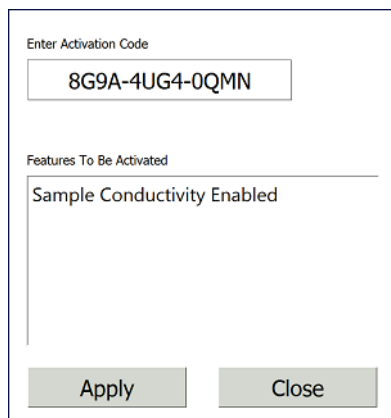 Enter Activation Code
8G9A-4UG4-0QMN
Features To Be Activated
Sample Conductivity Enabled
Apply
Close